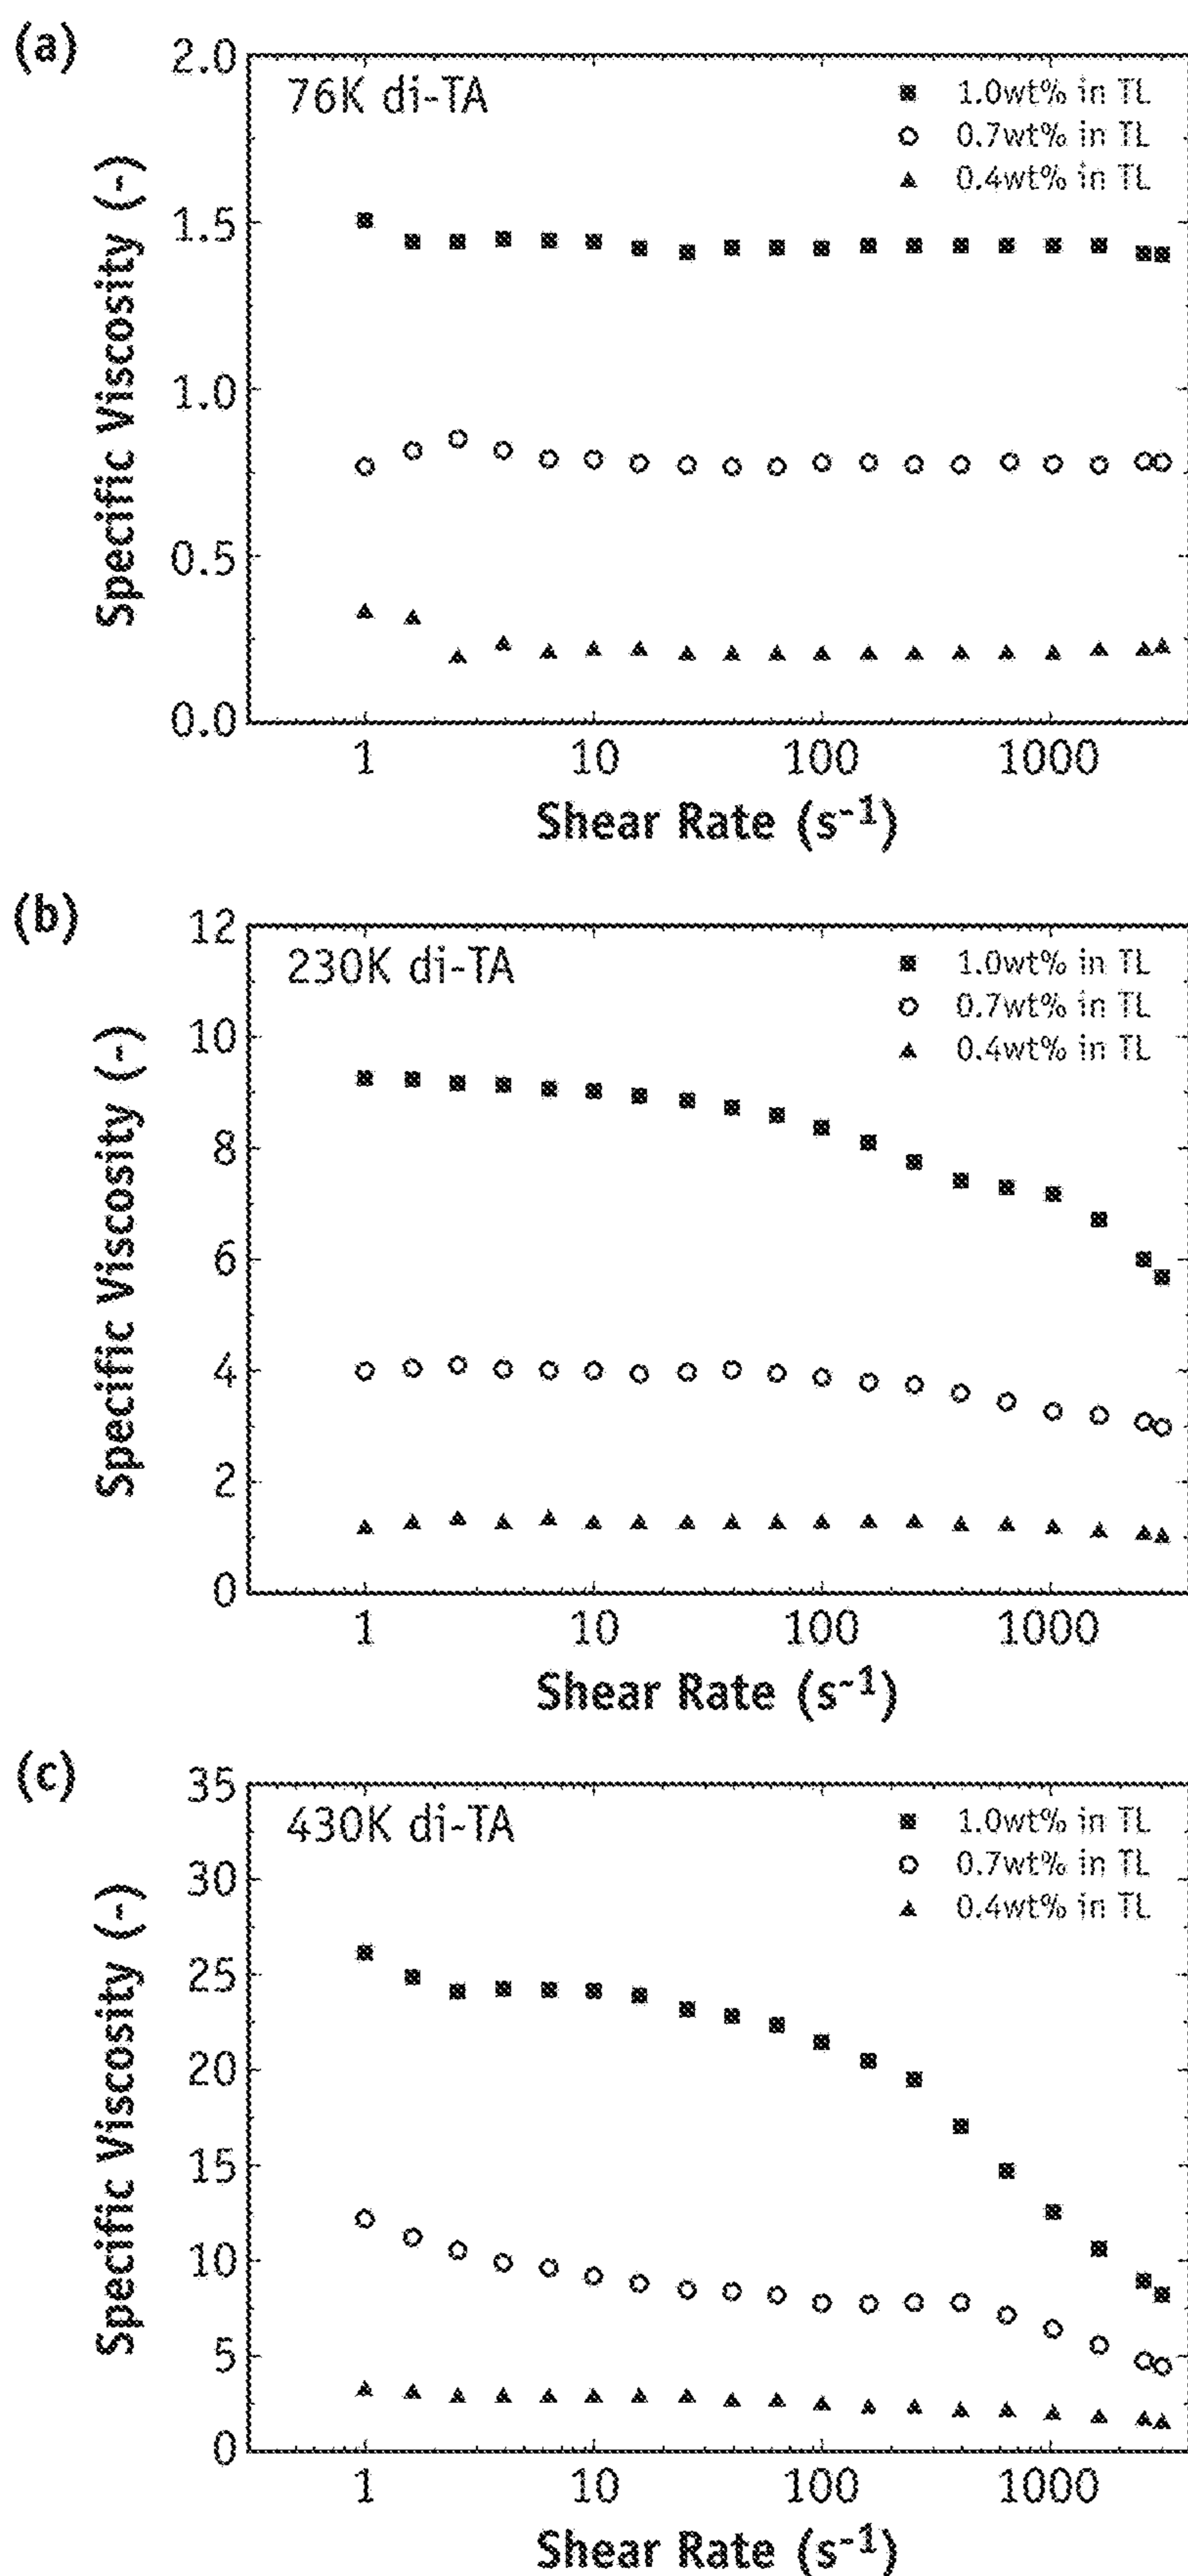 (a)
76K di-TA
1.0wt% in TL
0.7wt% in TL
0.4wt% in TL
2.0
1.5
1.0
0.5
0.0
Specific Viscosity (-)
1 10 100 1000
Shear Rate (s⁻¹)
(b)
230K di-TA
1.0wt% in TL
0.7wt% in TL
0.4wt% in TL
12
10
8
6
4
2
0
Specific Viscosity (-)
1 10 100 1000
Shear Rate (s⁻¹)
(c)
430K di-TA
1.0wt% in TL
0.7wt% in TL
0.4wt% in TL
35
30
25
20
15
10
5
0
Specific Viscosity (-)
1 10 100 1000
Shear Rate (s⁻¹)